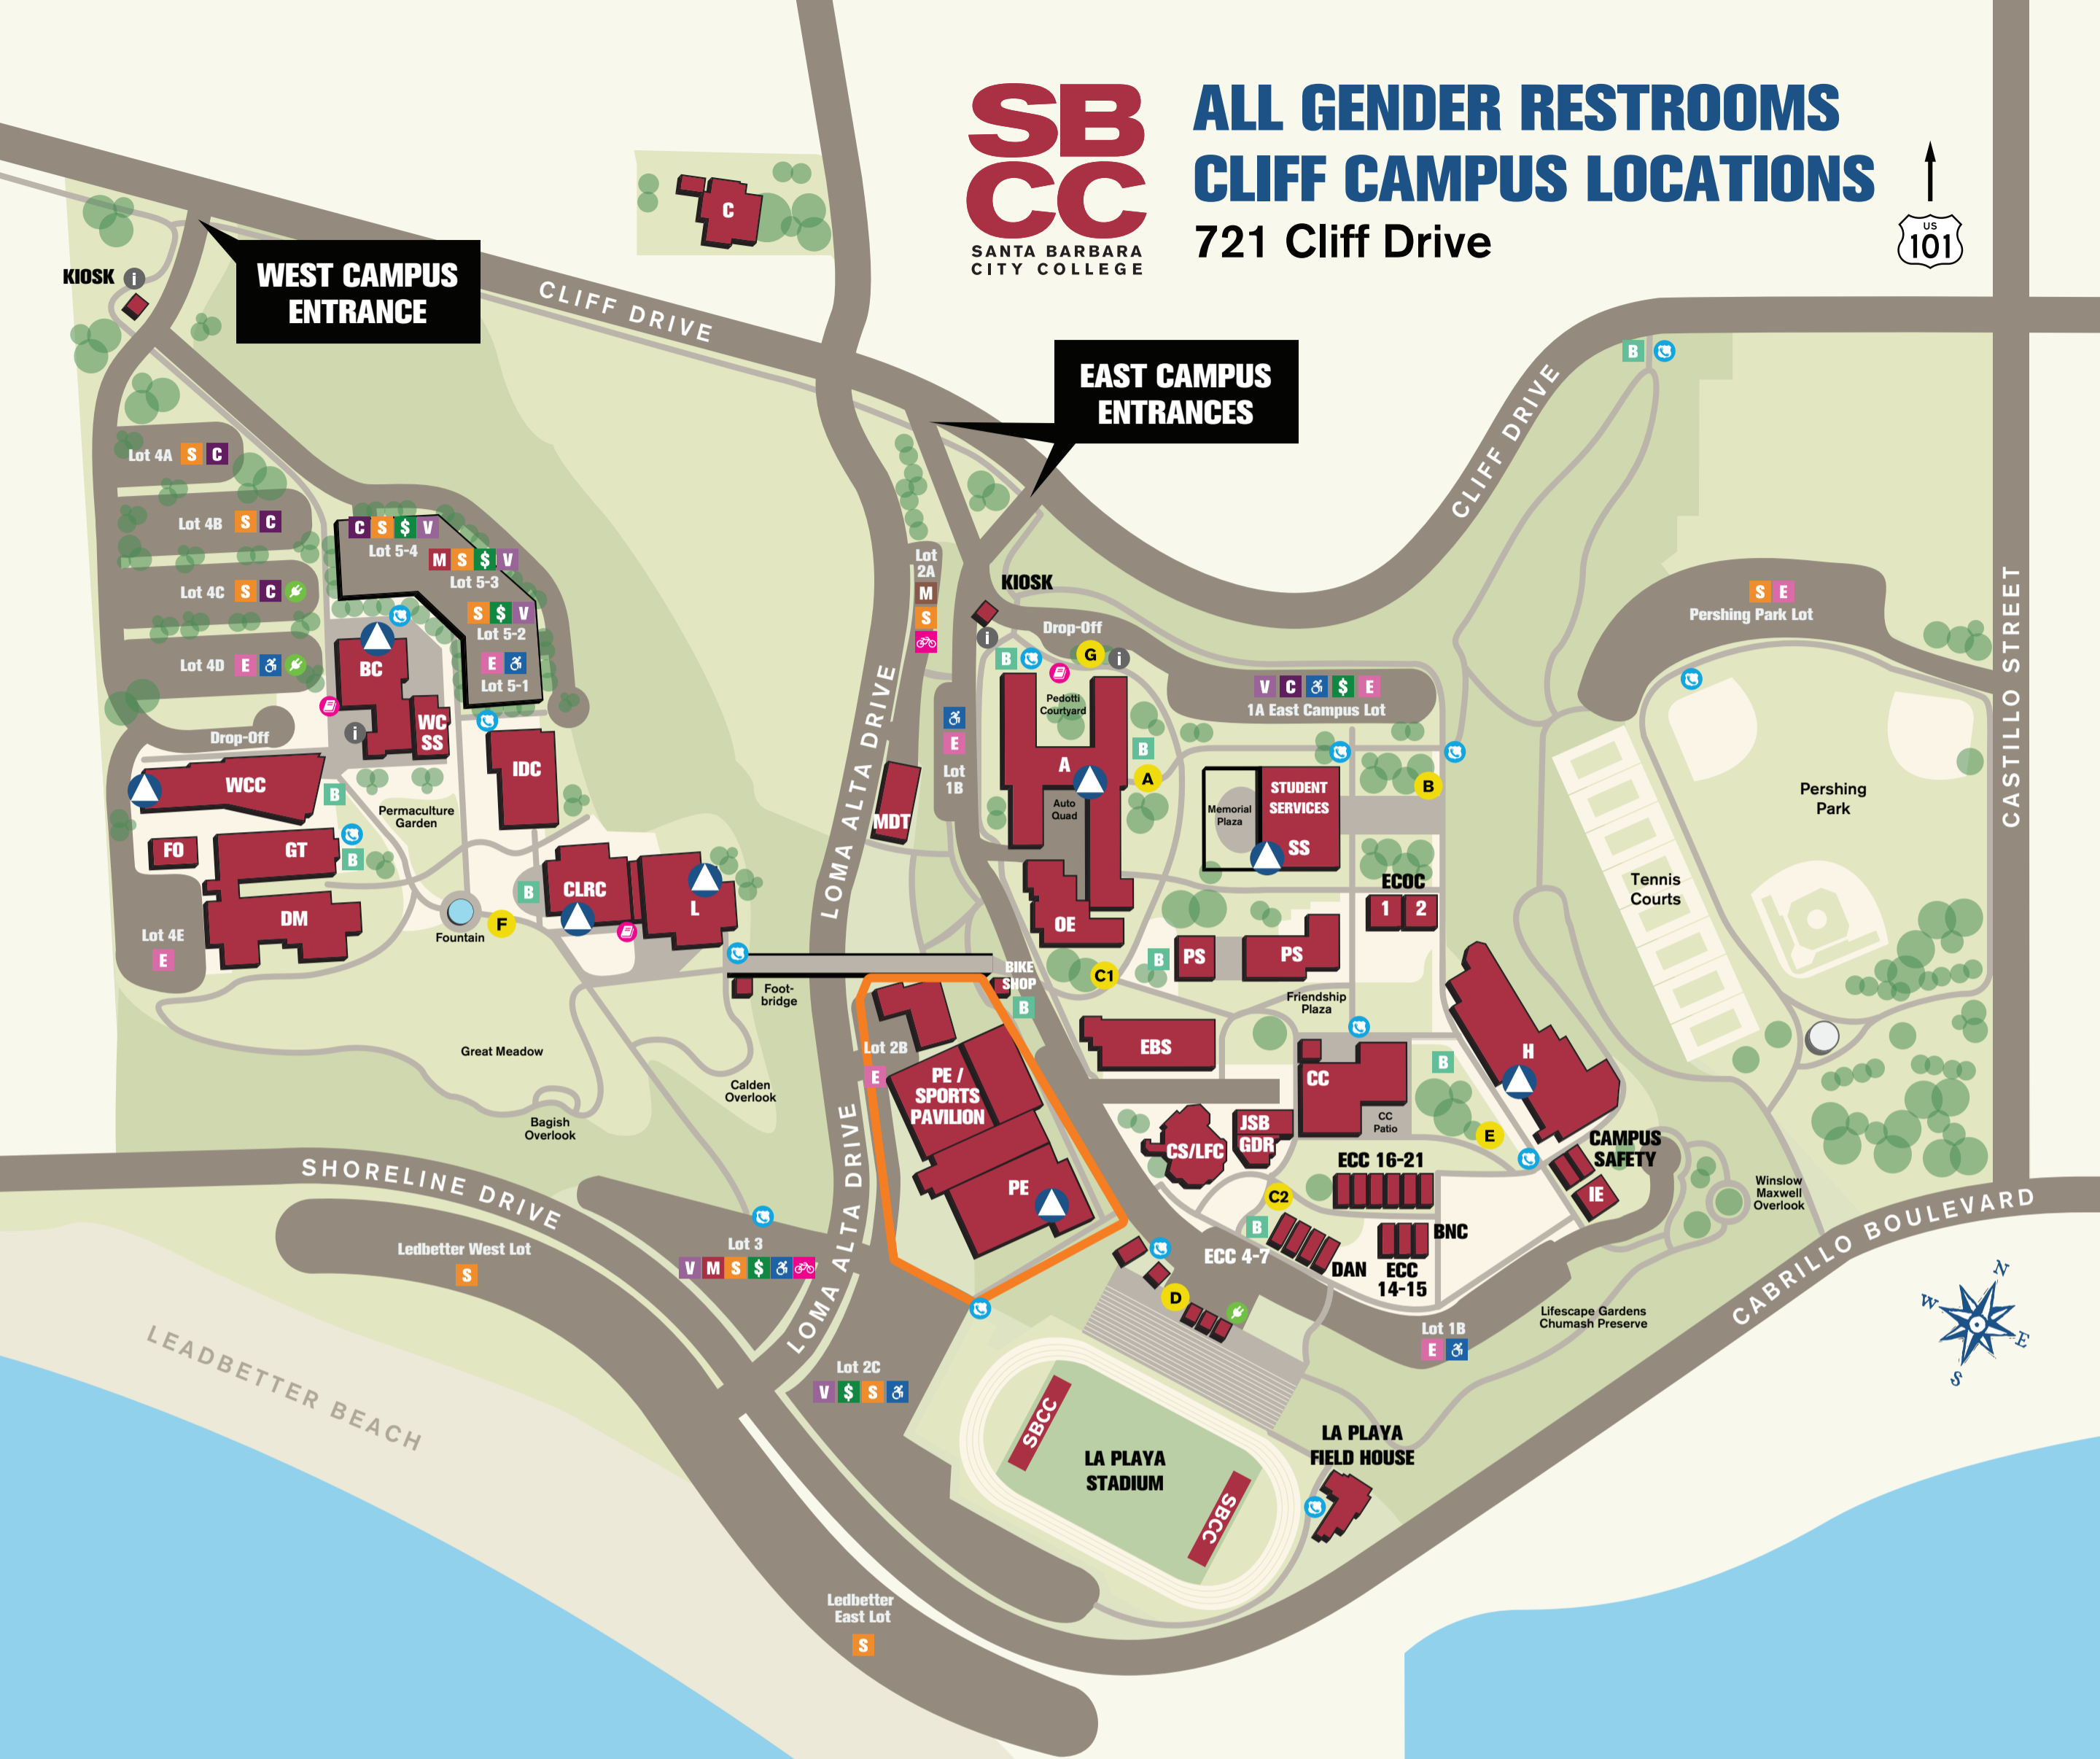 SB
CC
SANTA BARBARA
CITY COLLEGE
ALL GENDER RESTROOMS
CLIFF CAMPUS LOCATIONS
721 Cliff Drive
US
101
C
KIOSK i
WEST CAMPUS
ENTRANCE
CLIFF DRIVE
EAST CAMPUS
ENTRANCES
CLIFF DRIVE
B
Lot 4A S C
Lot 4B S C
Lot 4C S C
Lot 4D E
C S $ V
Lot 5-4
M S $ V
Lot 5-3
S $ V
Lot 5-2
E
Lot 5-1
BC
WC
SS
i
Drop-Off
WCC
B
IDC
Permaculture
Garden
FO
GT
B
DM
Lot 4E
E
Fountain
F
B
CLRC
L
Foot-
bridge
Great Meadow
Bagish
Overlook
Calden
Overlook
LOMA ALTA DRIVE
Lot
2A
M
S
KIOSK
i
Drop-Off
B
G
i
Pedotti
Courtyard
V C $ E
1A East Campus Lot
E
Lot
1B
MDT
A
B
A
Auto
Quad
OE
Memorial
Plaza
STUDENT
SERVICES
SS
B
ECOC
1 2
S E
Pershing Park Lot
CASTILLO STREET
Pershing
Park
Tennis
Courts
C1
B
PS
PS
Friendship
Plaza
BIKE
SHOP
B
Lot 2B
E
PE /
SPORTS
PAVILION
PE
EBS
CC
CC
Patio
B
H
E
CS/LFC
JSB
GDR
ECC 16-21
CAMPUS
SAFETY
IE
Winslow
Maxwell
Overlook
C2
B
ECC 4-7
DAN
BNC
ECC
14-15
D
Lot 1B
E
Lifescape Gardens
Chumash Preserve
CABRILLO BOULEVARD
N
W
E
S
SHORELINE DRIVE
Ledbetter West Lot
S
Lot 3
V M S $
LOMA ALTA DRIVE
LOMA ALTA DRIVE
Lot 2C
V $ S
LEADBETTER BEACH
SBCC
LA PLAYA
STADIUM
SBCC
LA PLAYA
FIELD HOUSE
Ledbetter
East Lot
S